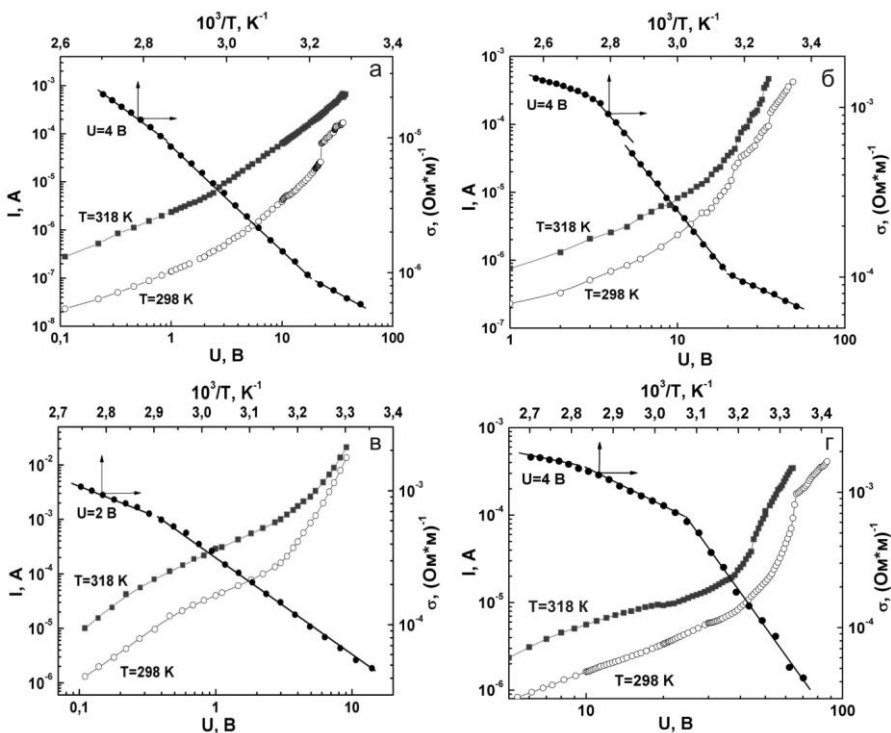 10³/T, K⁻¹
2,6 2,8 3,0 3,2 3,4
10⁻³
10⁻⁴
10⁻⁵
10⁻⁶
10⁻⁷
10⁻⁸
I, A
а
U=4 В
T=318 K
T=298 K
10⁻⁵
10⁻⁶
σ, (Ом*м)⁻¹
0,1 1 10 100
U, В
10³/T, K⁻¹
2,6 2,8 3,0 3,2 3,4
10⁻³
10⁻⁴
10⁻⁵
10⁻⁶
10⁻⁷
I, A
б
U=4 В
T=318 K
T=298 K
10⁻³
10⁻⁴
σ, (Ом*м)⁻¹
1 10 100
U, В
10³/T, K⁻¹
2,7 2,8 2,9 3,0 3,1 3,2 3,3 3,4
10⁻²
10⁻³
10⁻⁴
10⁻⁵
10⁻⁶
I, A
в
U=2 В
T=318 K
T=298 K
10⁻³
10⁻⁴
σ, (Ом*м)⁻¹
0,1 1 10
U, В
10³/T, K⁻¹
2,7 2,8 2,9 3,0 3,1 3,2 3,3 3,4
10⁻³
10⁻⁴
10⁻⁵
10⁻⁶
I, A
г
U=4 В
T=318 K
T=298 K
10⁻³
10⁻⁴
σ, (Ом*м)⁻¹
10 100
U, В